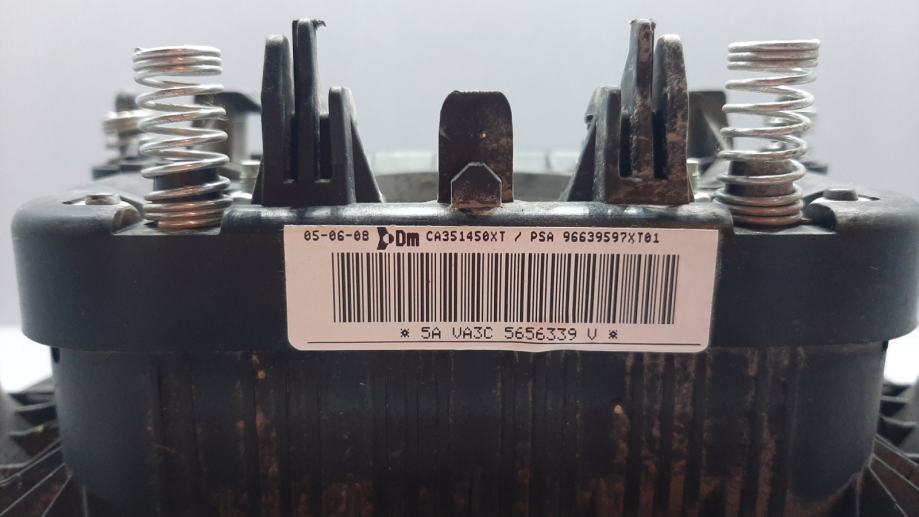 05-06-08 Dm CA351450XT / PSA 96639597XT01
* 5A VA3C 5656339 V *